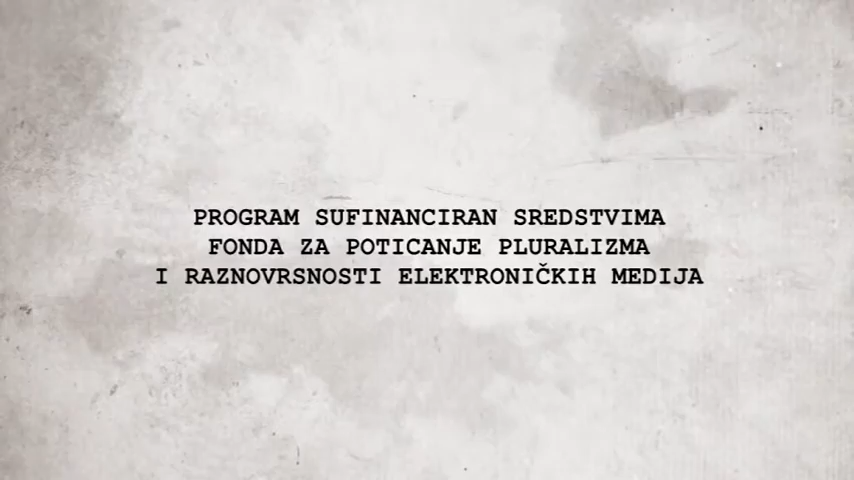 PROGRAM SUFINANCIRAN SREDSTVIMA
FONDA ZA POTICANJE PLURALIZMA
I RAZNOVRSNOSTI ELEKTRONIČKIH MEDIJA